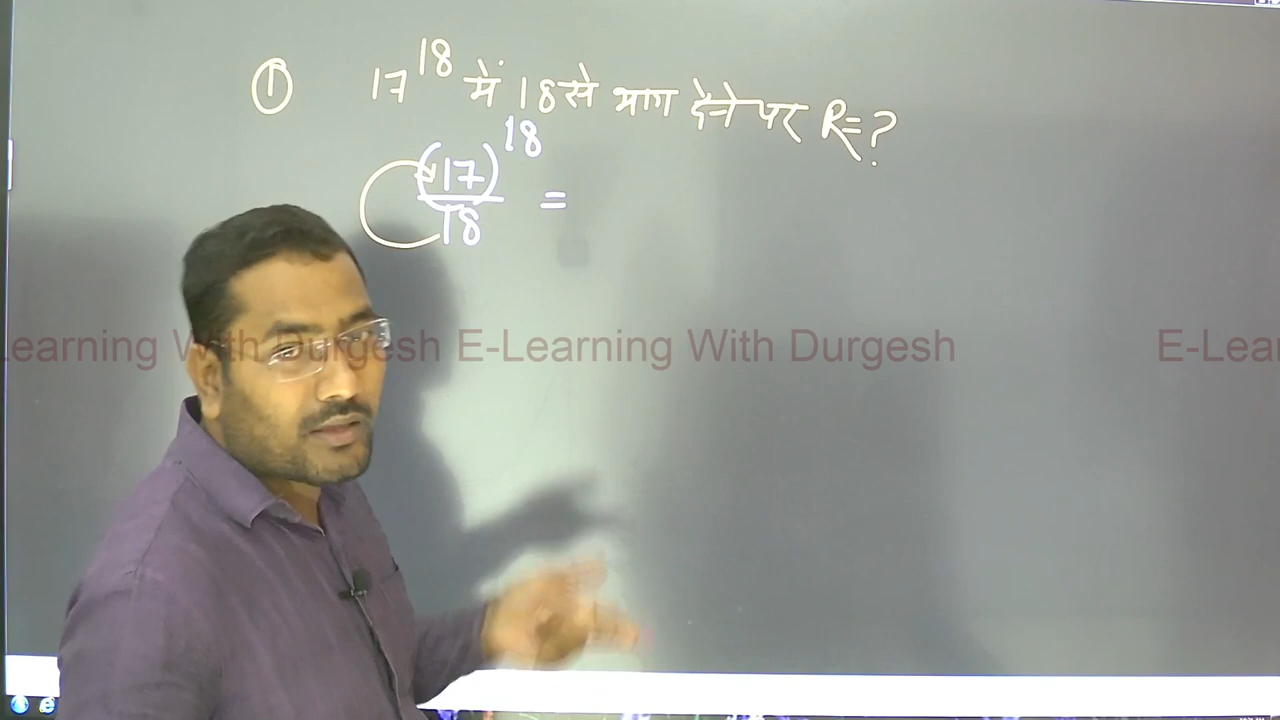 ① 17^18 में 18 से भाग देने पर R=?
(17)^18
18 =
Learning With Durgesh E-Learning With Durgesh E-Lear